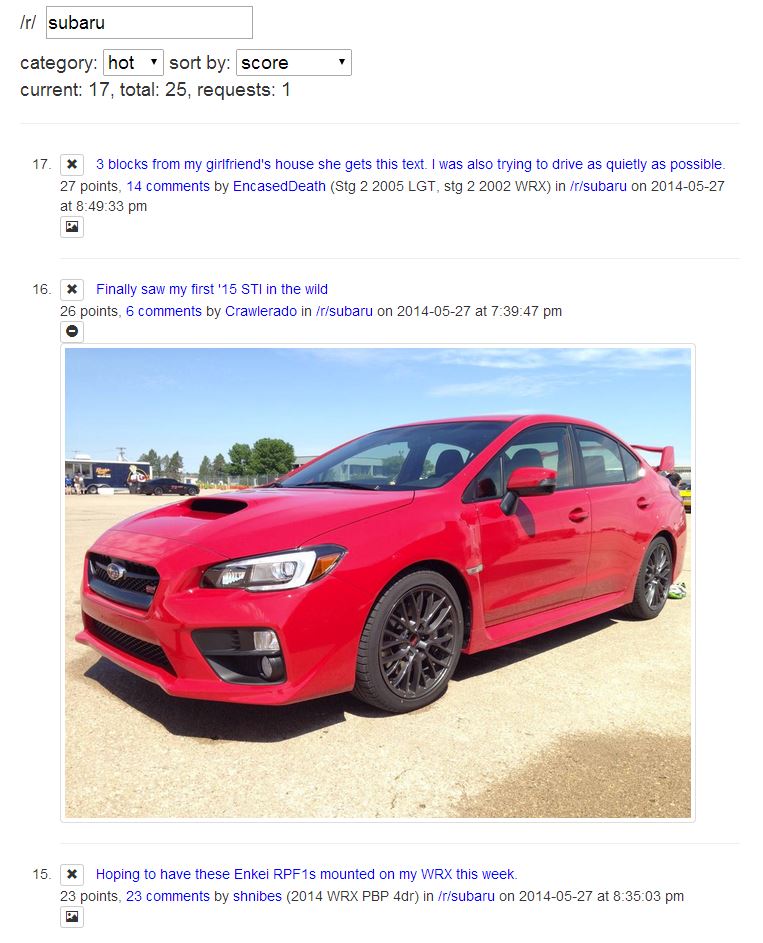 /r/ subaru
category: hot sort by: score
current: 17, total: 25, requests: 1
17. 3 blocks from my girlfriend's house she gets this text. I was also trying to drive as quietly as possible.
27 points, 14 comments by EncasedDeath (Stg 2 2005 LGT, stg 2 2002 WRX) in /r/subaru on 2014-05-27
at 8:49:33 pm
16. Finally saw my first '15 STI in the wild
26 points, 6 comments by Crawlerado in /r/subaru on 2014-05-27 at 7:39:47 pm
15. Hoping to have these Enkei RPF1s mounted on my WRX this week.
23 points, 23 comments by shnibes (2014 WRX PBP 4dr) in /r/subaru on 2014-05-27 at 8:35:03 pm